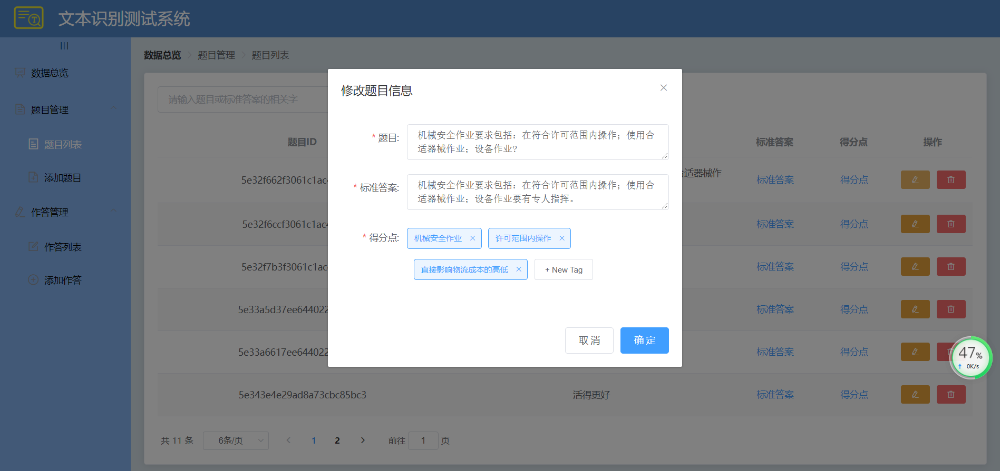 文本识别测试系统
数据总览
题目管理
题目列表
添加题目
作答管理
作答列表
添加作答
数据总览 题目管理 题目列表
请输入题目或标准答案的相关字
题目ID 标准答案 得分点 操作
5e32f662f3061c1ac 适器械作 标准答案 得分点
5e32f6ccf3061c1ac 标准答案 得分点
5e32f7b3f3061c1ac 标准答案 得分点
5e33a5d37ee644022 标准答案 得分点
5e33a6617ee644022 标准答案 得分点
5e343e4e29ad8a73cbc85bc3 活得更好 标准答案 得分点
共 11 条 6条/页 1 2 前往 1 页
修改题目信息
* 题目:
机械安全作业要求包括：在符合许可范围内操作；使用合
适器械作业；设备作业?
* 标准答案:
机械安全作业要求包括：在符合许可范围内操作；使用合
适器械作业；设备作业要有专人指挥。
* 得分点:
机械安全作业 许可范围内操作
直接影响物流成本的高低 + New Tag
取消 确定
47%
0K/s